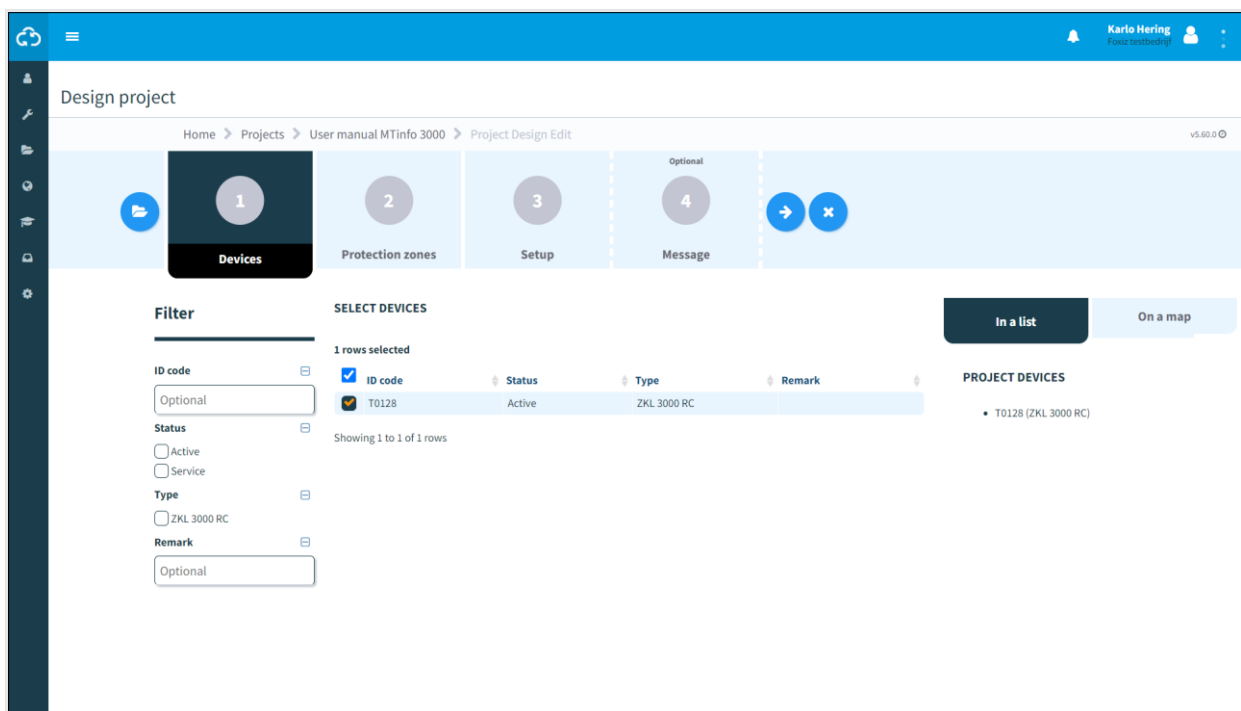 Karlo Hering
Foxiz testbedrijf
Design project
Home Projects User manual MTinfo 3000 Project Design Edit
v5.60.0
1
Devices
2
Protection zones
3
Setup
Optional
4
Message
Filter
ID code
Optional
Status
Active
Service
Type
ZKL 3000 RC
Remark
Optional
SELECT DEVICES
1 rows selected
ID code Status Type Remark
T0128 Active ZKL 3000 RC
Showing 1 to 1 of 1 rows
In a list
On a map
PROJECT DEVICES
• T0128 (ZKL 3000 RC)